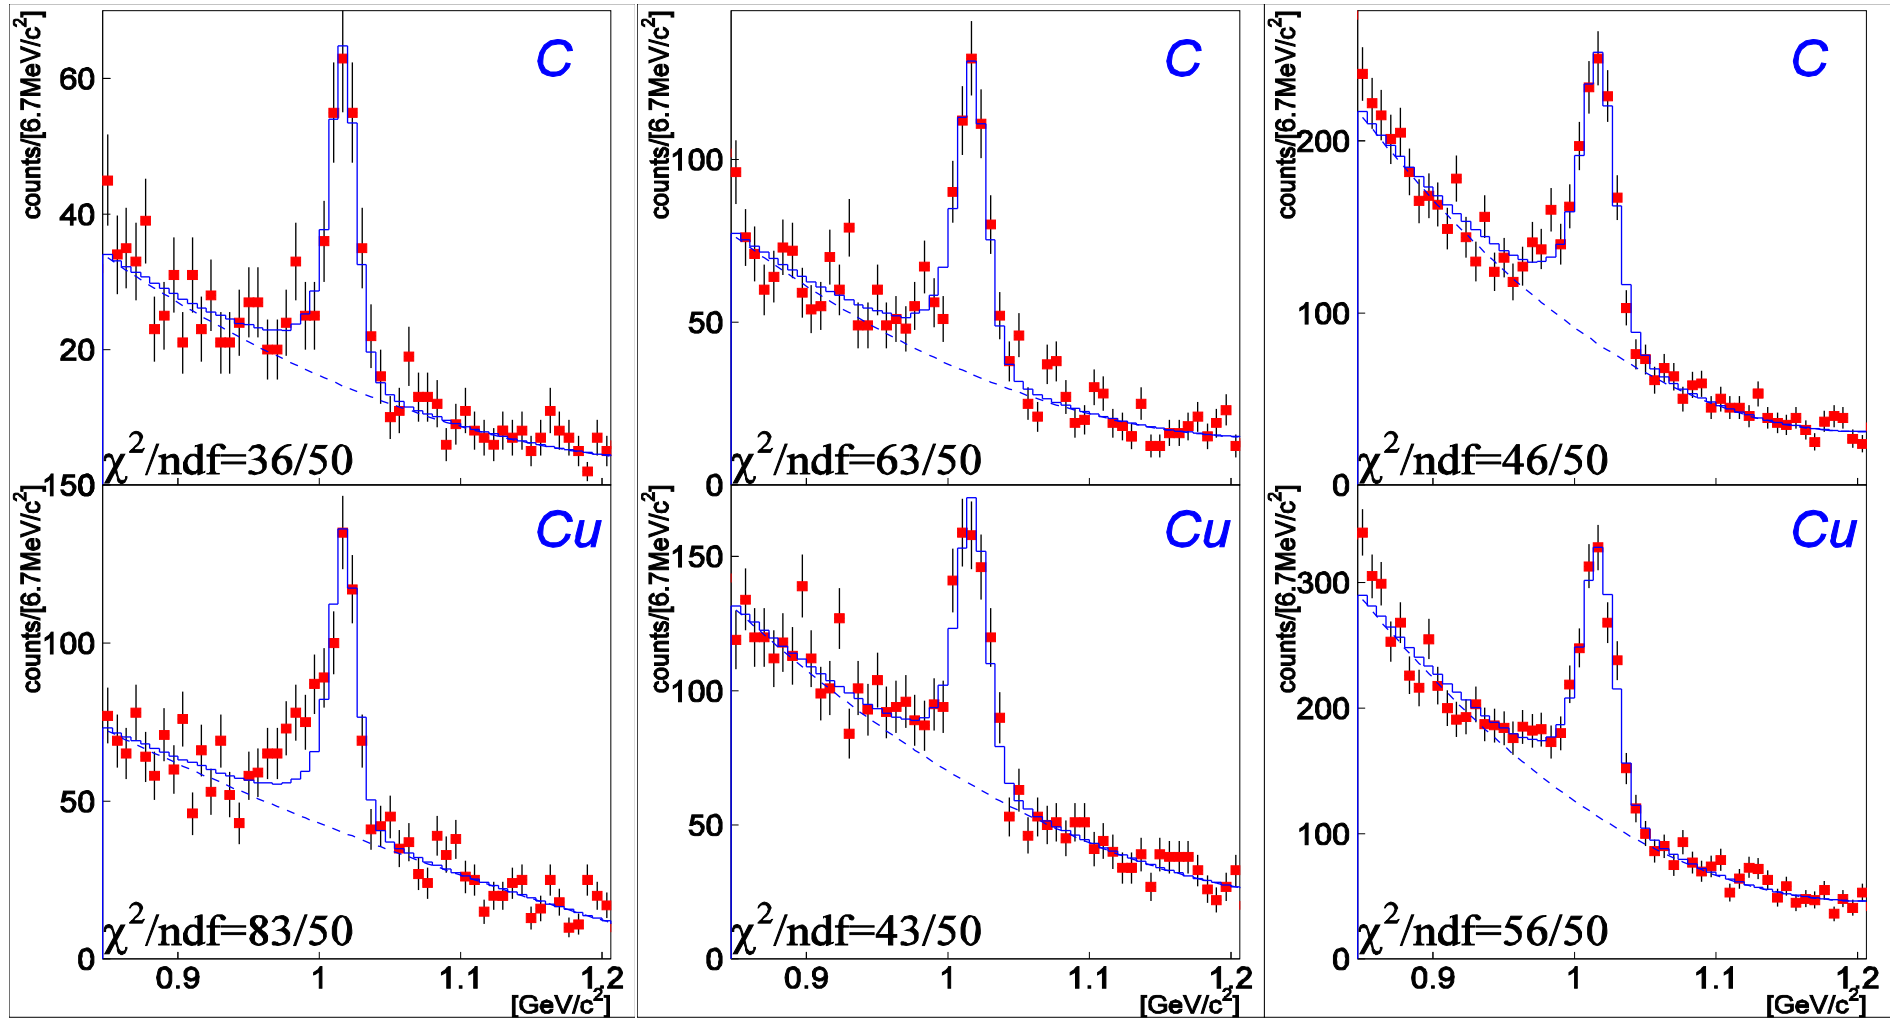 counts/[6.7MeV/c²]
60
40
20
C
χ²/ndf=36/50
counts/[6.7MeV/c²]
100
50
0
C
χ²/ndf=63/50
counts/[6.7MeV/c²]
200
100
0
C
χ²/ndf=46/50
counts/[6.7MeV/c²]
150
100
50
0
Cu
χ²/ndf=83/50
0.9 1 1.1 1.2
[GeV/c²]
counts/[6.7MeV/c²]
150
100
50
0
Cu
χ²/ndf=43/50
0.9 1 1.1 1.2
[GeV/c²]
counts/[6.7MeV/c²]
300
200
100
0
Cu
χ²/ndf=56/50
0.9 1 1.1 1.2
[GeV/c²]